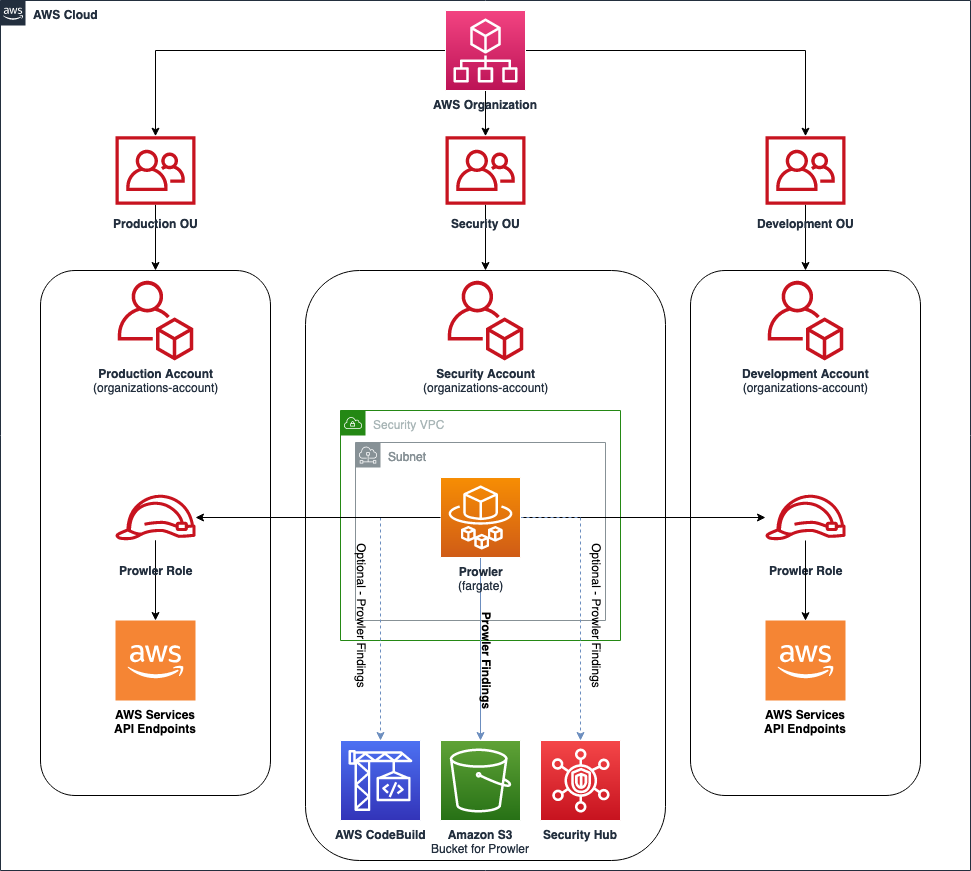 aws
AWS Cloud
AWS Organization
Production OU
Security OU
Development OU
Production Account
(organizations-account)
Security Account
(organizations-account)
Development Account
(organizations-account)
Security VPC
Subnet
Prowler
(fargate)
Prowler Role
Prowler Role
Optional - Prowler Findings
Prowler Findings
Optional - Prowler Findings
aws
AWS Services
API Endpoints
aws
AWS Services
API Endpoints
</>
AWS CodeBuild
Amazon S3
Bucket for Prowler
Security Hub